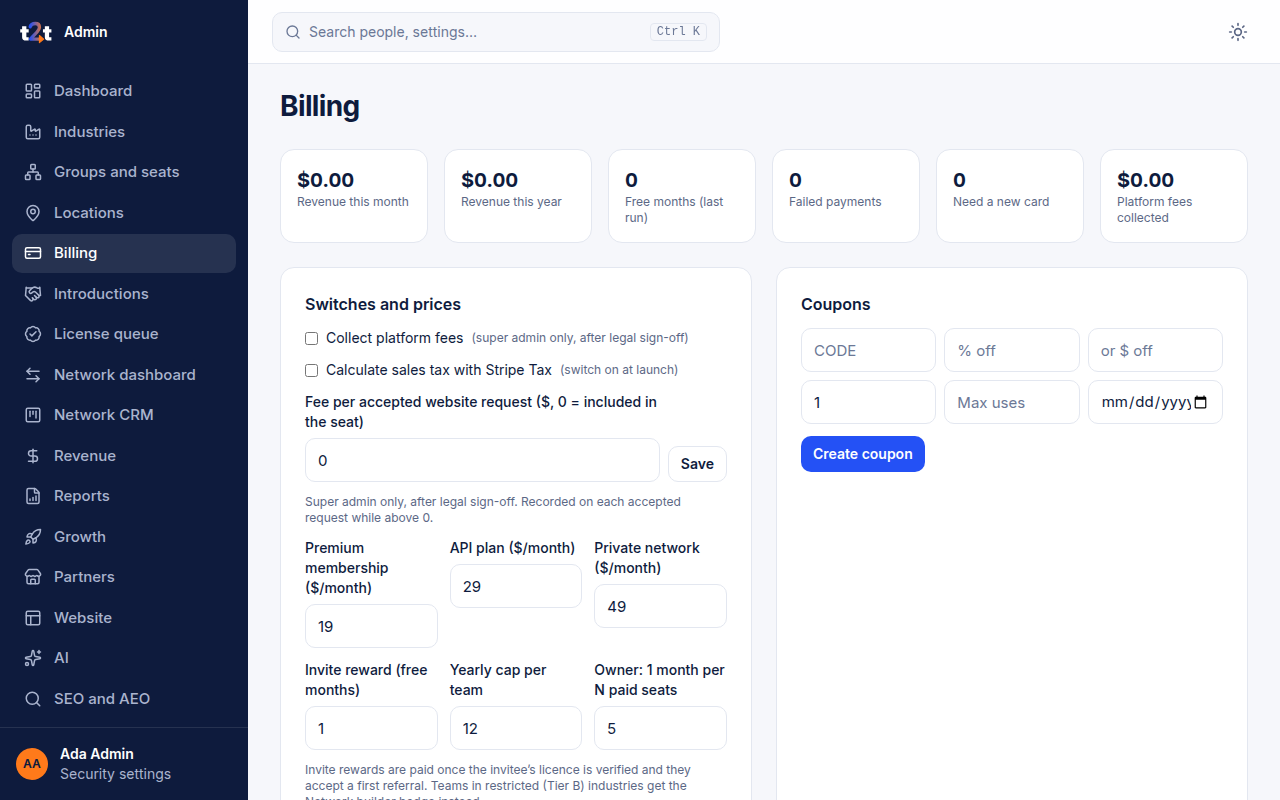 t2t Admin
Search people, settings...
Ctrl K
Dashboard
Industries
Groups and seats
Locations
Billing
Introductions
License queue
Network dashboard
Network CRM
Revenue
Reports
Growth
Partners
Website
AI
SEO and AEO
AA
Ada Admin
Security settings
Billing
$0.00
Revenue this month
$0.00
Revenue this year
0
Free months (last
run)
0
Failed payments
0
Need a new card
$0.00
Platform fees
collected
Switches and prices
Collect platform fees (super admin only, after legal sign-off)
Calculate sales tax with Stripe Tax (switch on at launch)
Fee per accepted website request ($, 0 = included in
the seat)
0
Save
Super admin only, after legal sign-off. Recorded on each accepted
request while above 0.
Premium
membership
($/month)
19
API plan ($/month)
29
Private network
($/month)
49
Invite reward (free
months)
1
Yearly cap per
team
12
Owner: 1 month per
N paid seats
5
Invite rewards are paid once the invitee's licence is verified and they
accept a first referral. Teams in restricted (Tier B) industries get the
Network builder badge instead.
Coupons
CODE
% off
or $ off
1
Max uses
mm/dd/yyyy
Create coupon